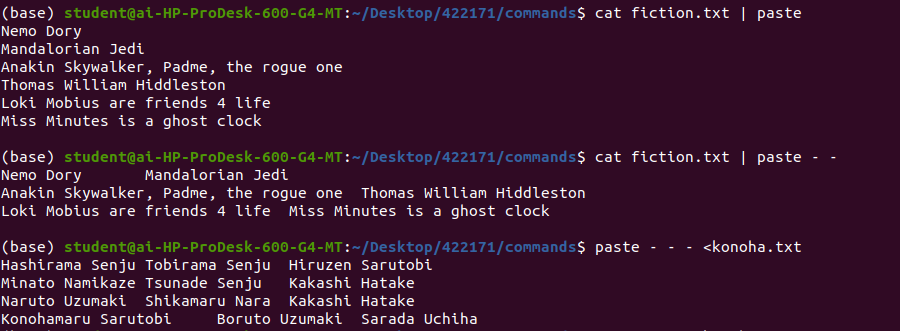 (base) student@ai-HP-ProDesk-600-G4-MT:~/Desktop/422171/commands$ cat fiction.txt | paste
Nemo Dory
Mandalorian Jedi
Anakin Skywalker, Padme, the rogue one
Thomas William Hiddleston
Loki Mobius are friends 4 life
Miss Minutes is a ghost clock
(base) student@ai-HP-ProDesk-600-G4-MT:~/Desktop/422171/commands$ cat fiction.txt | paste - -
Nemo Dory       Mandalorian Jedi
Anakin Skywalker, Padme, the rogue one  Thomas William Hiddleston
Loki Mobius are friends 4 life  Miss Minutes is a ghost clock
(base) student@ai-HP-ProDesk-600-G4-MT:~/Desktop/422171/commands$ paste - - - <konoha.txt
Hashirama Senju Tobirama Senju  Hiruzen Sarutobi
Minato Namikaze Tsunade Senju   Kakashi Hatake
Naruto Uzumaki  Shikamaru Nara  Kakashi Hatake
Konohamaru Sarutobi     Boruto Uzumaki  Sarada Uchiha